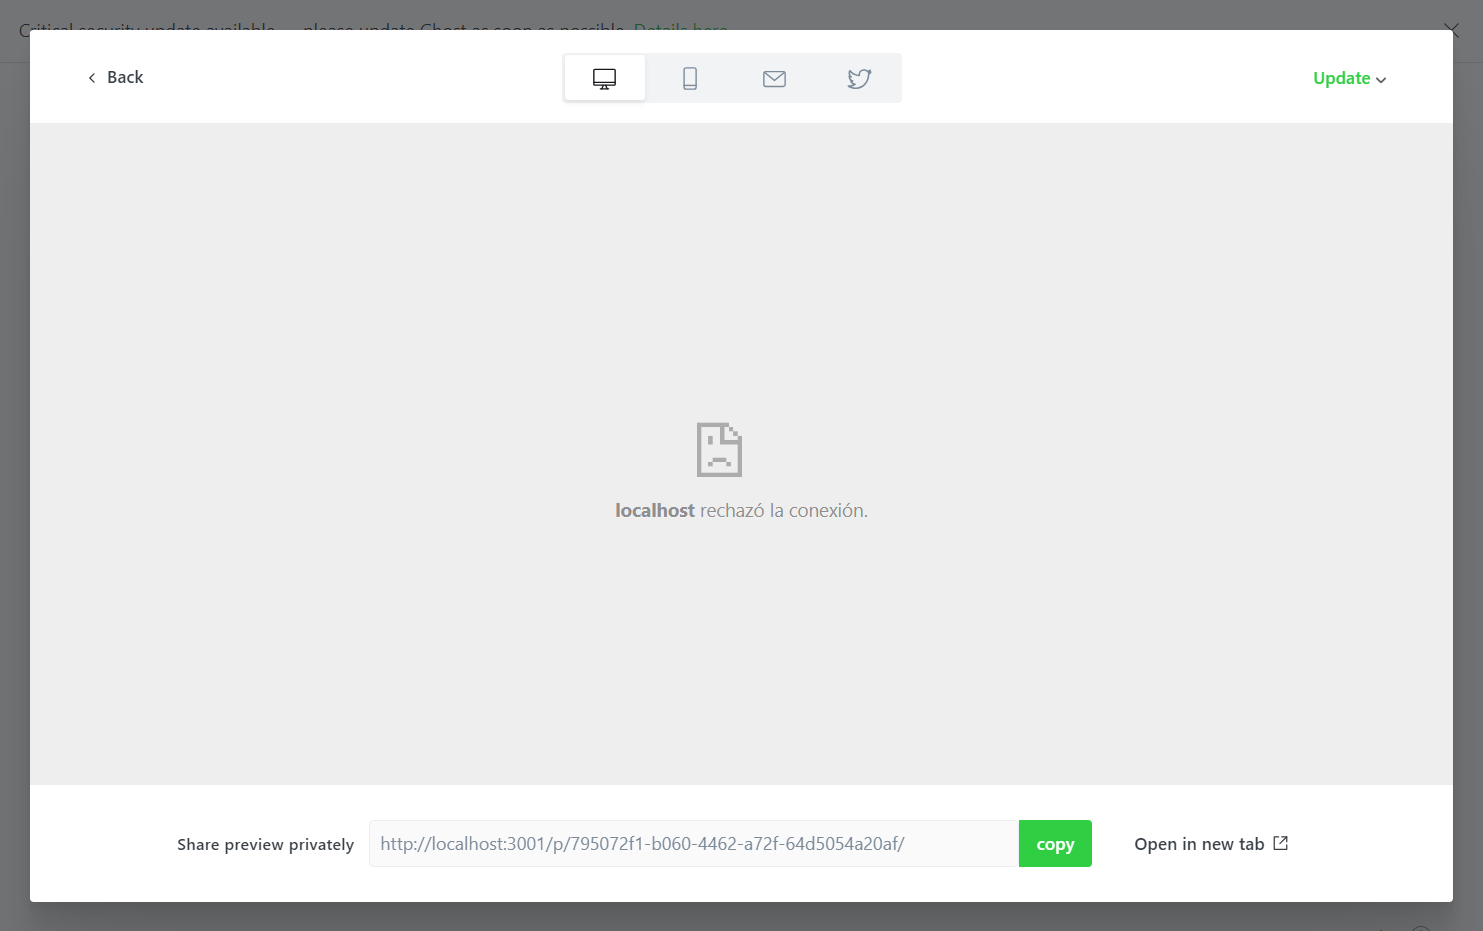 Critical security update available — please update Ghost as soon as possible. Details here
Back
Update
localhost rechazó la conexión.
Share preview privately
http://localhost:3001/p/795072f1-b060-4462-a72f-64d5054a20af/
copy
Open in new tab